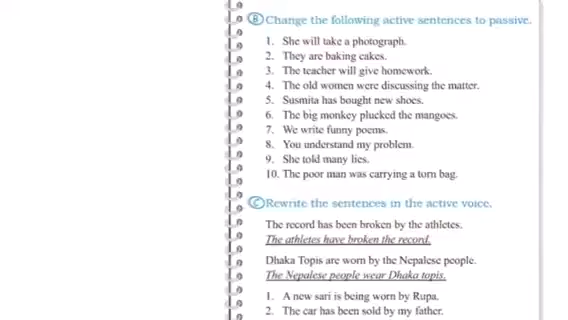 B Change the following active sentences to passive.
1. She will take a photograph.
2. They are baking cakes.
3. The teacher will give homework.
4. The old women were discussing the matter.
5. Susmita has bought new shoes.
6. The big monkey plucked the mangoes.
7. We write funny poems.
8. You understand my problem.
9. She told many lies.
10. The poor man was carrying a torn bag.
C Rewrite the sentences in the active voice.
The record has been broken by the athletes.
The athletes have broken the record.
Dhaka Topis are worn by the Nepalese people.
The Nepalese people wear Dhaka topis.
1. A new sari is being worn by Rupa.
2. The car has been sold by my father.